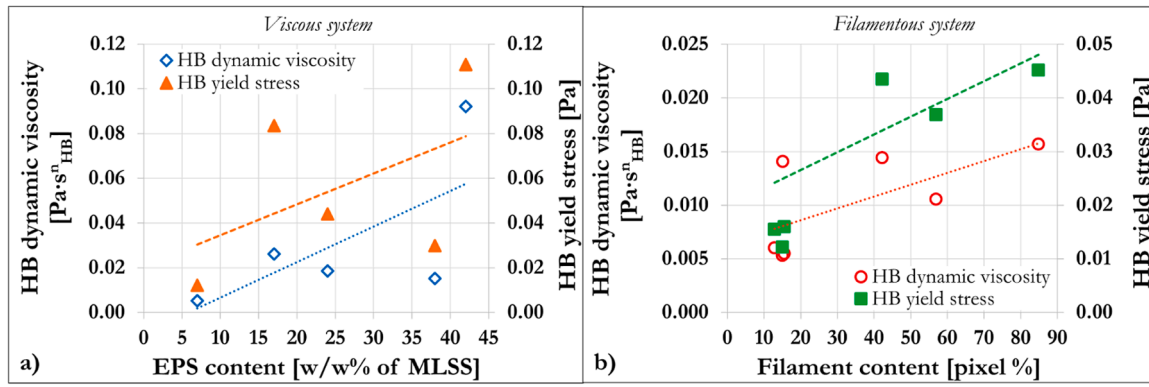 Viscous system
HB dynamic viscosity
[Pa·s^n_HB]
0.12
0.10
0.08
0.06
0.04
0.02
0.00
HB dynamic viscosity
HB yield stress
0.12
0.10
0.08
0.06
0.04
0.02
0.00
HB yield stress [Pa]
0 5 10 15 20 25 30 35 40 45
a) EPS content [w/w% of MLSS]
Filamentous system
HB dynamic viscosity
[Pa·s^n_HB]
0.025
0.020
0.015
0.010
0.005
0.000
HB dynamic viscosity
HB yield stress
0.05
0.04
0.03
0.02
0.01
0.00
HB yield stress [Pa]
0 10 20 30 40 50 60 70 80 90
b) Filament content [pixel %]